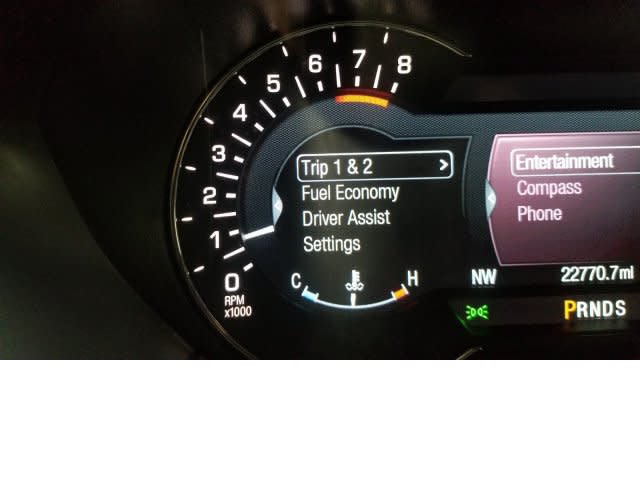 8
7
6
5
4
3
2
1
0
RPM
x1000
Trip 1 & 2 >
Fuel Economy
Driver Assist
Settings
C H
Entertainment
Compass
Phone
NW 22770.7mi
PRNDS